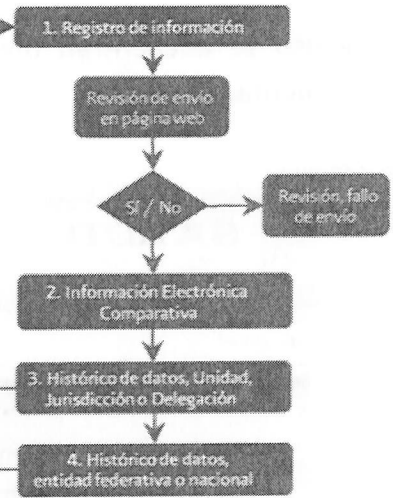 1. Registro de información
Revisión de envío
en página web
Sí / No
Revisión, fallo
de envío
2. Información Electrónica
Comparativa
3. Histórico de datos, Unidad,
Jurisdicción o Delegación
4. Histórico de datos,
entidad federativa o nacional